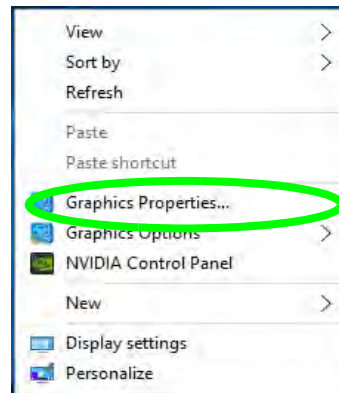 View
Sort by
Refresh
Paste
Paste shortcut
Graphics Properties...
Graphics Options
NVIDIA Control Panel
New
Display settings
Personalize